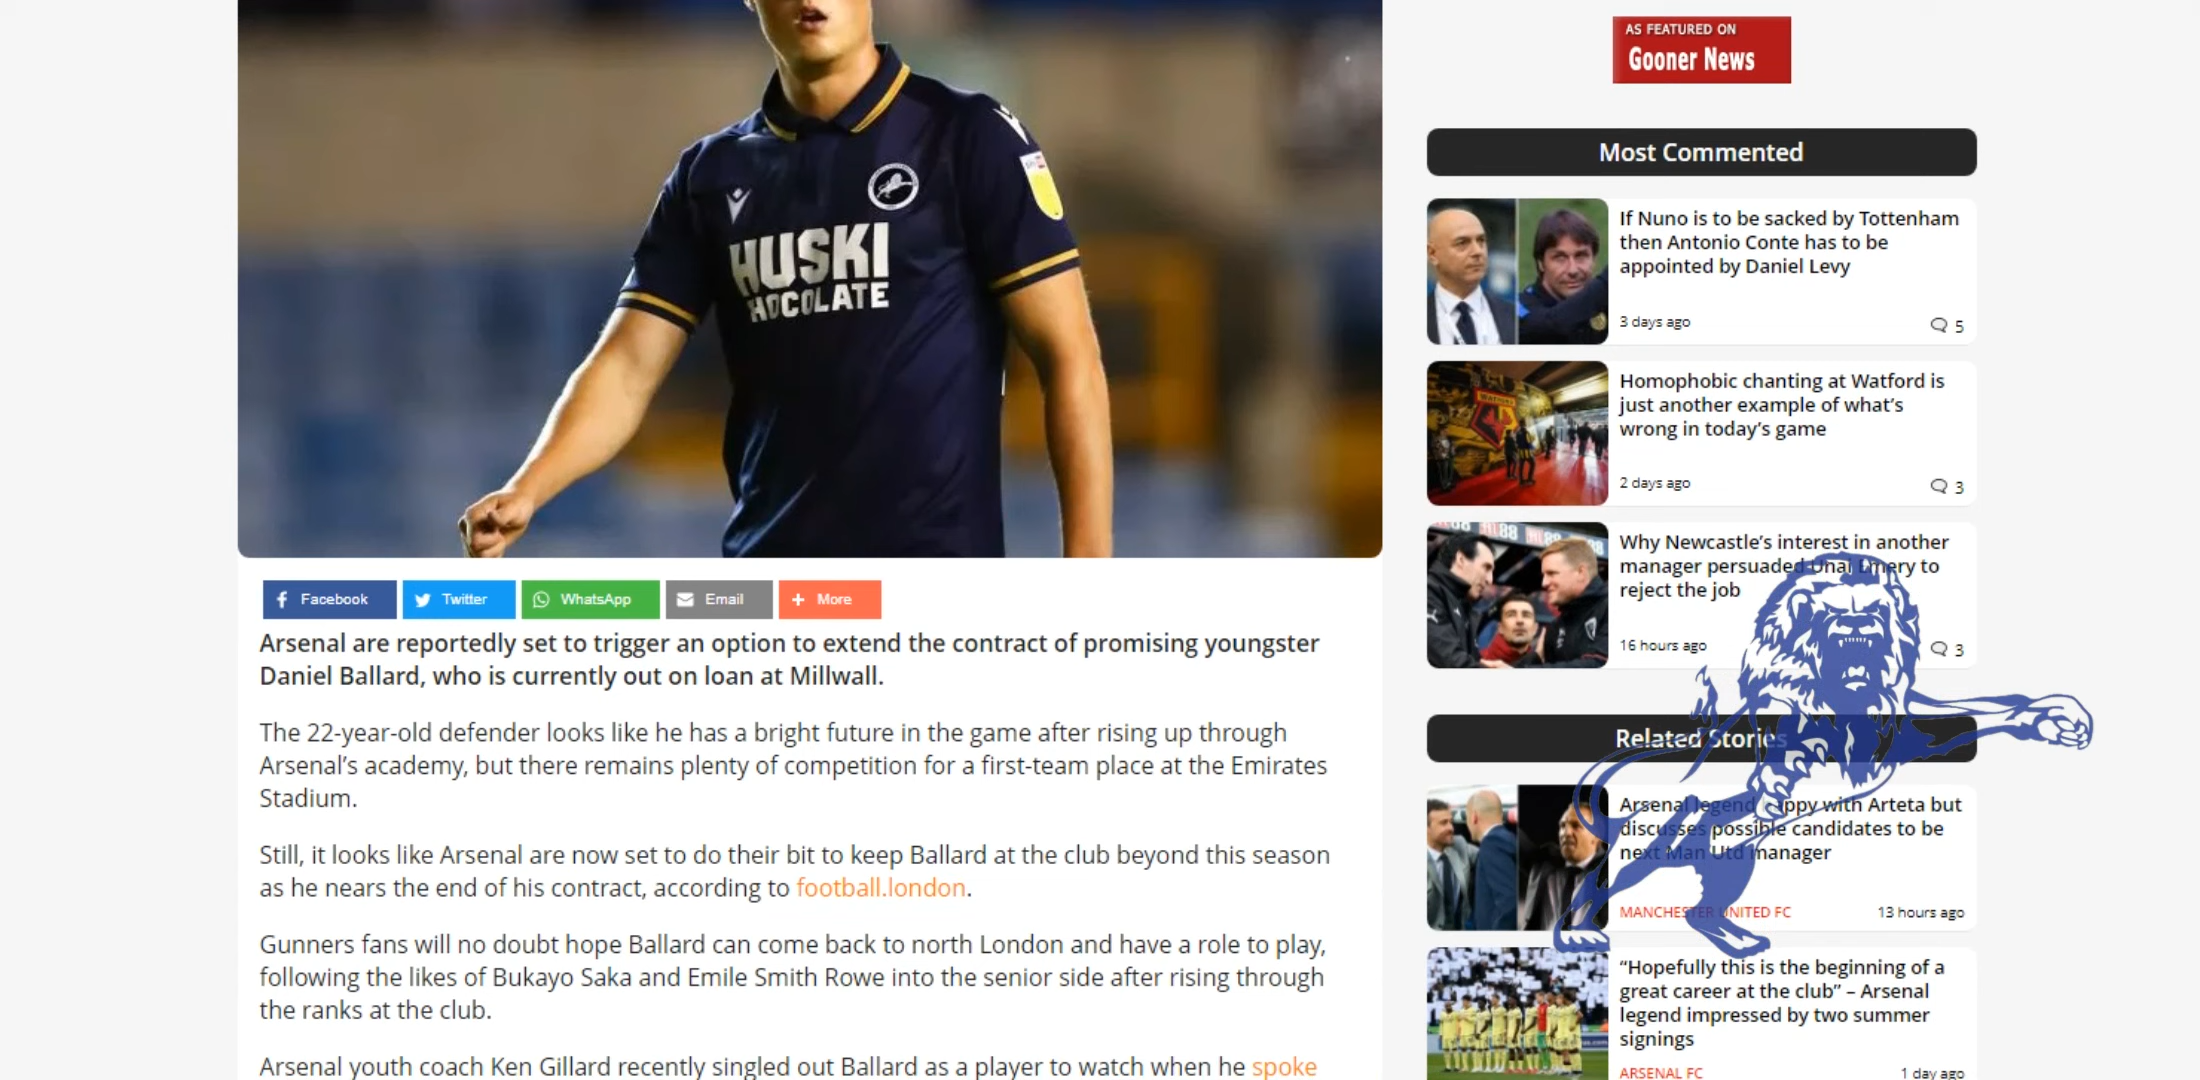 HUSKI
HOCOLATE
Facebook
Twitter
WhatsApp
Email
More
Arsenal are reportedly set to trigger an option to extend the contract of promising youngster
Daniel Ballard, who is currently out on loan at Millwall.
The 22-year-old defender looks like he has a bright future in the game after rising up through
Arsenal’s academy, but there remains plenty of competition for a first-team place at the Emirates
Stadium.
Still, it looks like Arsenal are now set to do their bit to keep Ballard at the club beyond this season
as he nears the end of his contract, according to football.london.
Gunners fans will no doubt hope Ballard can come back to north London and have a role to play,
following the likes of Bukayo Saka and Emile Smith Rowe into the senior side after rising through
the ranks at the club.
Arsenal youth coach Ken Gillard recently singled out Ballard as a player to watch when he spoke
AS FEATURED ON
Gooner News
Most Commented
If Nuno is to be sacked by Tottenham
then Antonio Conte has to be
appointed by Daniel Levy
3 days ago
5
Homophobic chanting at Watford is
just another example of what’s
wrong in today’s game
2 days ago
3
Why Newcastle’s interest in another
manager persuaded Unai Emery to
reject the job
16 hours ago
3
Related Stories
Arsenal legend happy with Arteta but
discusses possible candidates to be
next Man Utd manager
MANCHESTER UNITED FC
13 hours ago
“Hopefully this is the beginning of a
great career at the club” – Arsenal
legend impressed by two summer
signings
ARSENAL FC
1 day ago